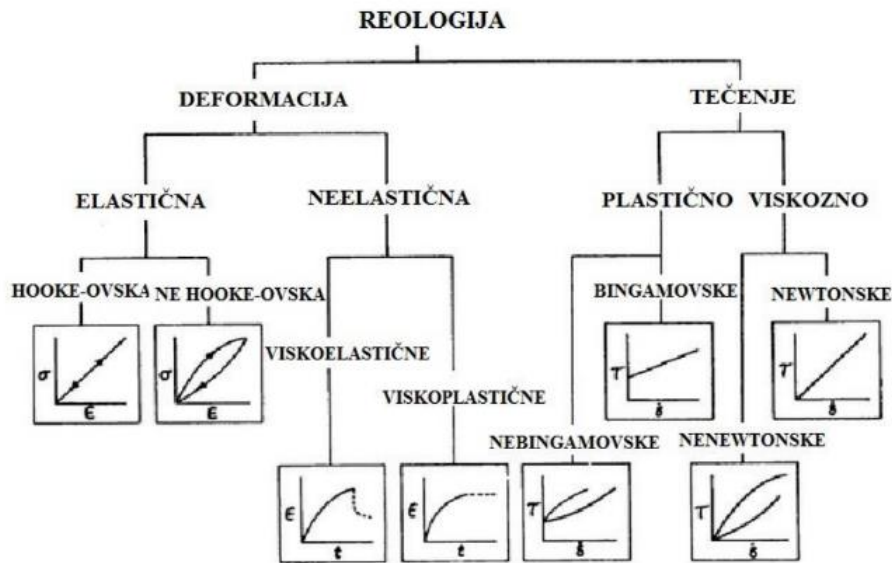 REOLOGIJA
DEFORMACIJA
TEČENJE
ELASTIČNA
NEELASTIČNA
PLASTIČNO
VISKOZNO
HOOKE-OVSKA
NE HOOKE-OVSKA
BINGAMOVSKE
NEWTONSKE
σ
ϵ
σ
ϵ
τ
τ
VISKOELASTIČNE
VISKOPLASTIČNE
NEBINGAMOVSKE
NENEWTONSKE
ϵ
t
ϵ
t
τ
τ